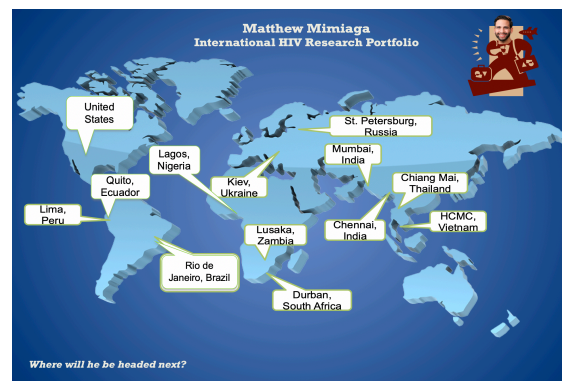 Matthew Mimiaga
International HIV Research Portfolio
United
States
St. Petersburg,
Russia
Lagos,
Nigeria
Mumbai,
India
Quito,
Ecuador
Kiev,
Ukraine
Chiang Mai,
Thailand
Lima,
Peru
Lusaka,
Zambia
Chennai,
India
HCMC,
Vietnam
Rio de
Janeiro, Brazil
Durban,
South Africa
Where will he be headed next?